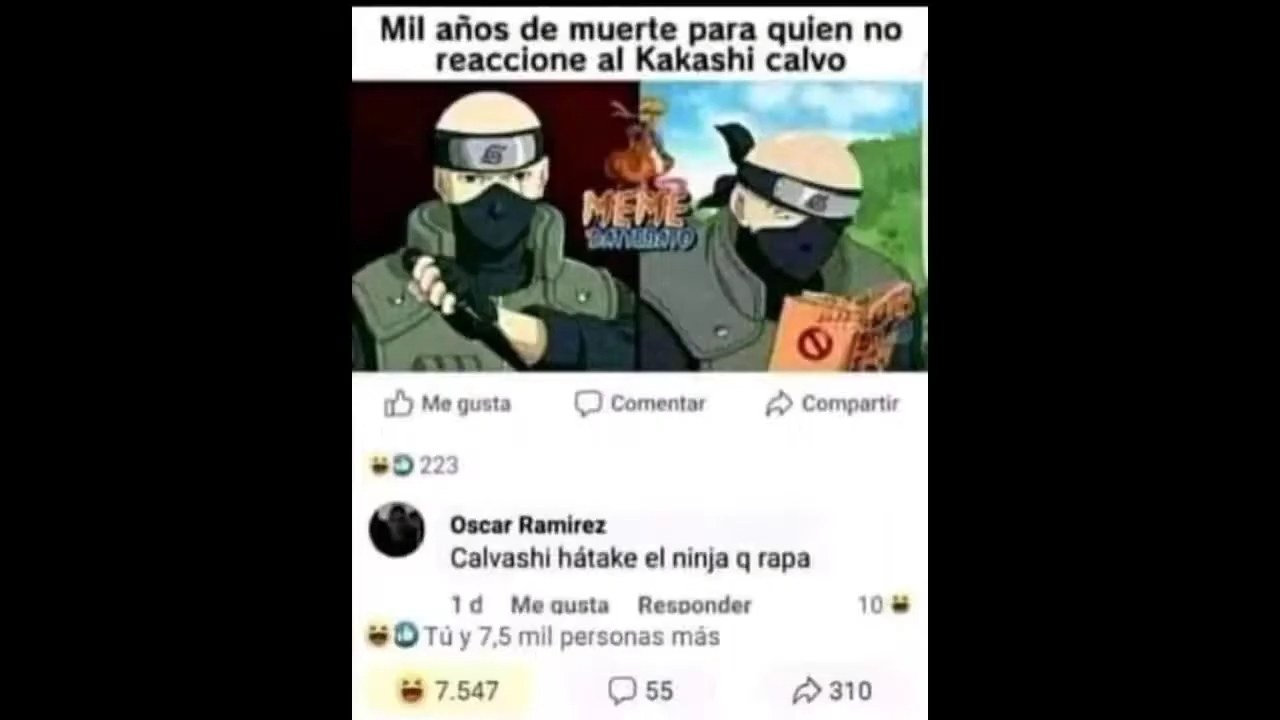 Mil años de muerte para quien no
reaccione al Kakashi calvo
MEME
Me gusta Comentar Compartir
223
Oscar Ramirez
Calvashi hátake el ninja q rapa
1 d Me gusta Responder 10
Tú y 7,5 mil personas más
7.547 55 310